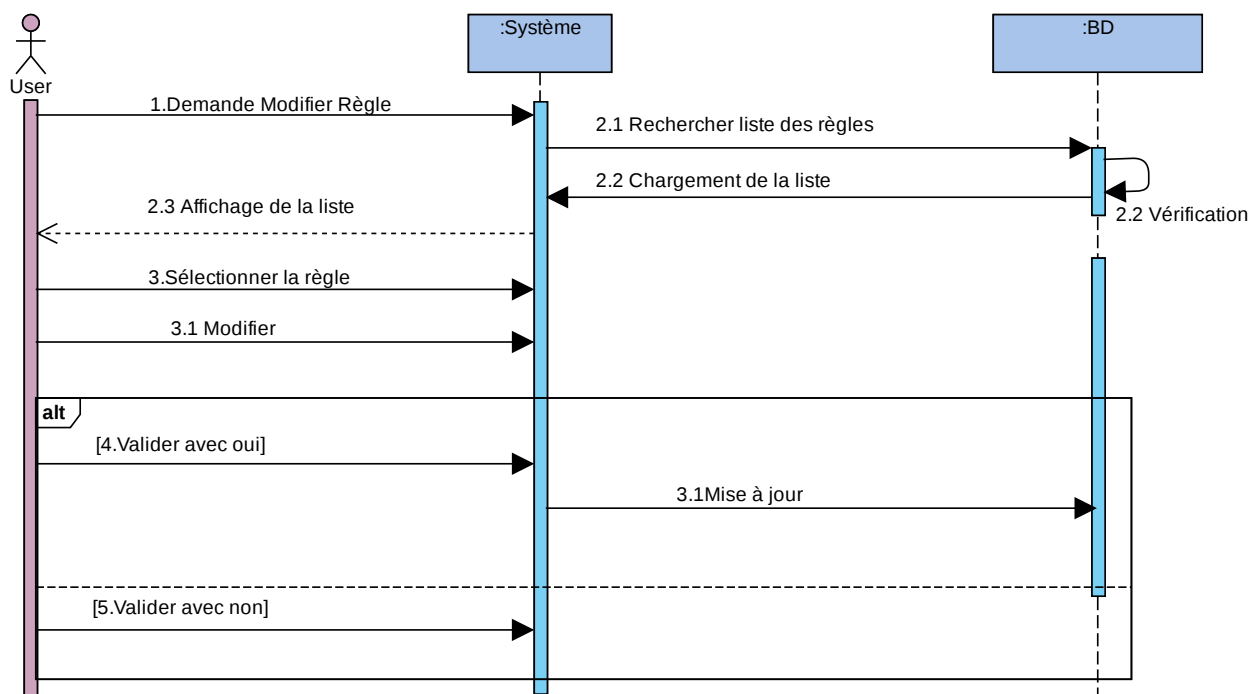 :Système
:BD
User
1.Demande Modifier Règle
2.1 Rechercher liste des règles
2.2 Chargement de la liste
2.3 Affichage de la liste
2.2 Vérification
3.Sélectionner la règle
3.1 Modifier
alt
[4.Valider avec oui]
3.1Mise à jour
[5.Valider avec non]